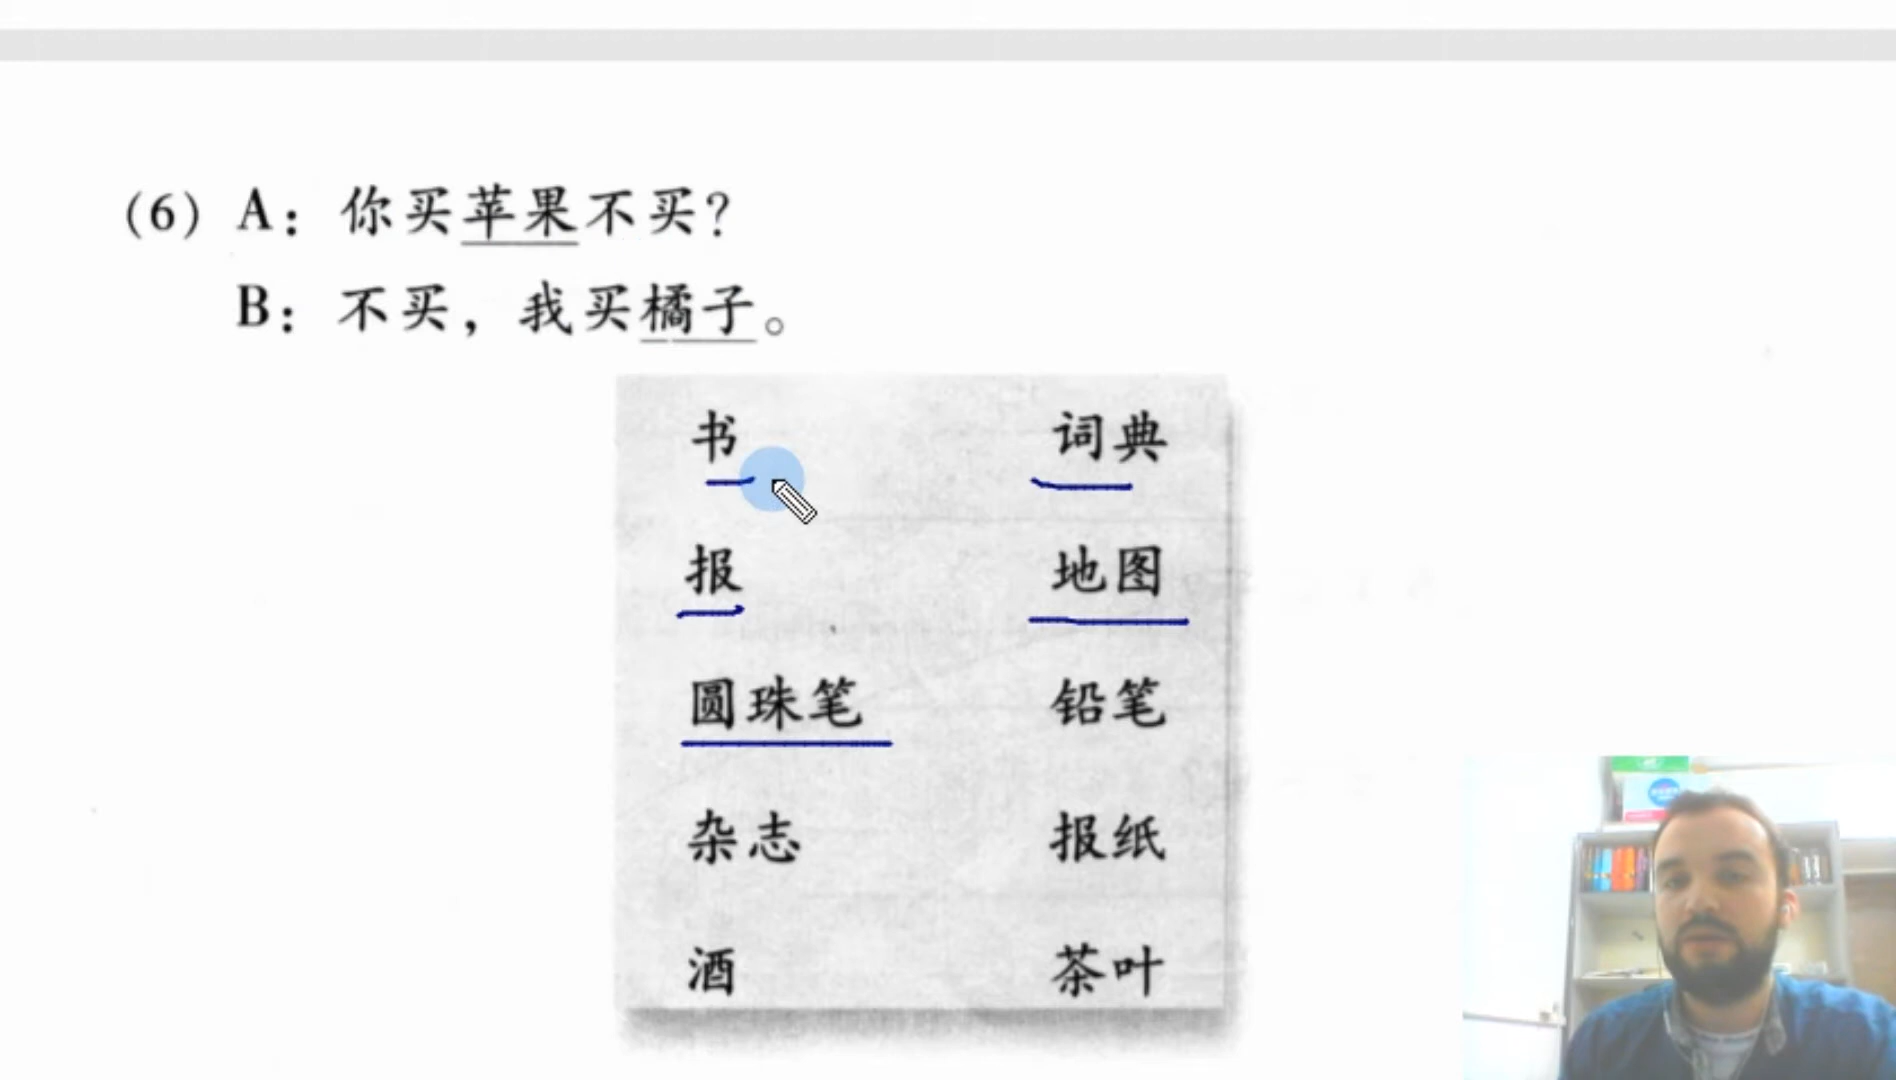 (6) A：你买苹果不买？
B：不买，我买橘子。
书 词典
报 地图
圆珠笔 铅笔
杂志 报纸
酒 茶叶